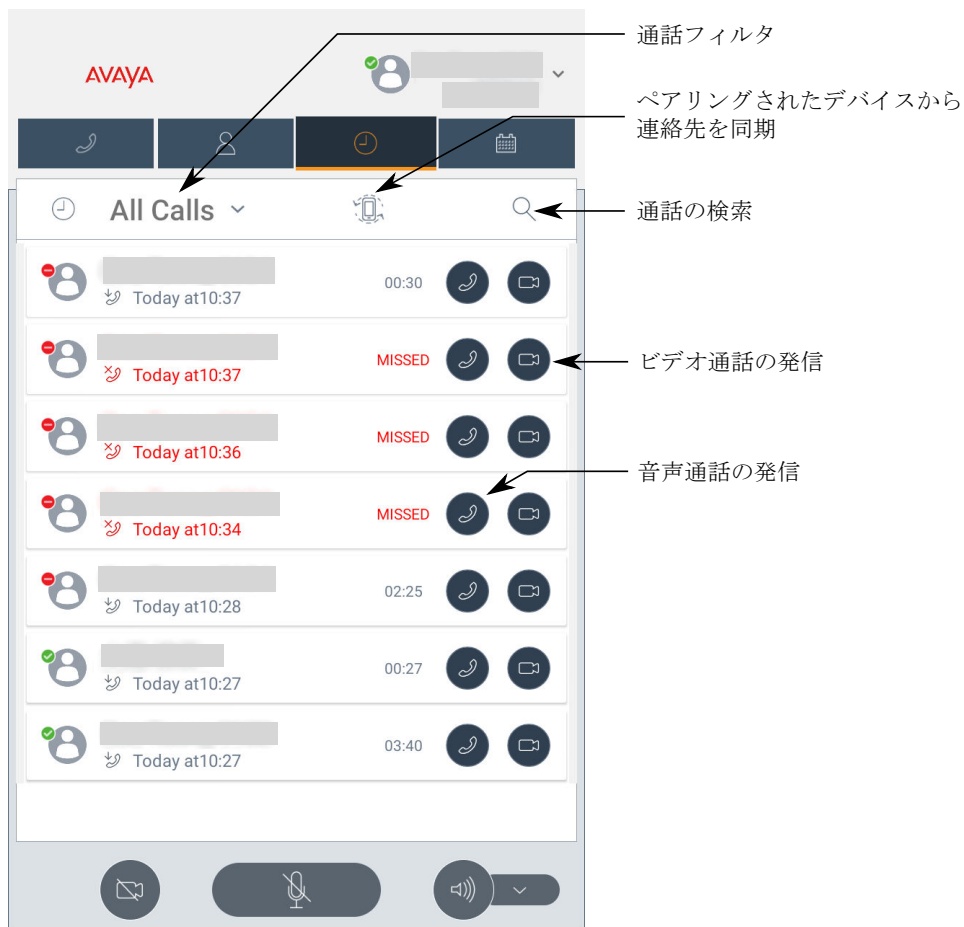 通話フィルタ
AVAYA
ペアリングされたデバイスから
連絡先を同期
All Calls
通話の検索
00:30
Today at10:37
MISSED
ビデオ通話の発信
Today at10:37
MISSED
Today at10:36
音声通話の発信
MISSED
Today at10:34
02:25
Today at10:28
00:27
Today at10:27
03:40
Today at10:27